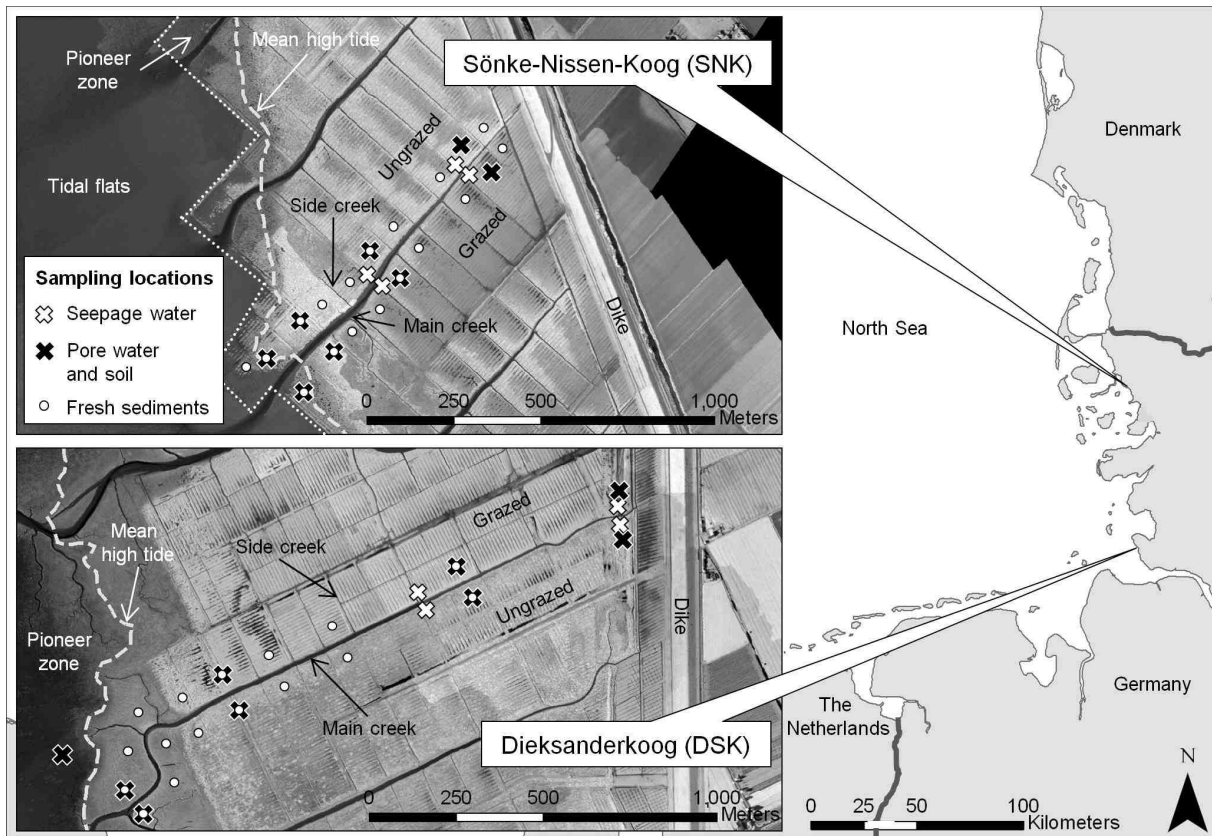 Pioneer
zone
Mean high tide
Sönke-Nissen-Koog (SNK)
Denmark
Tidal flats
Ungrazed
Side creek
Grazed
Sampling locations
Seepage water
Pore water
and soil
Fresh sediments
Main creek
Dike
0 250 500 1,000
Meters
North Sea
Mean
high tide
Side creek
Grazed
Ungrazed
Dike
Pioneer
zone
Main creek
Dieksanderkoog (DSK)
0 250 500 1,000
Meters
The
Netherlands
Germany
N
0 25 50 100
Kilometers